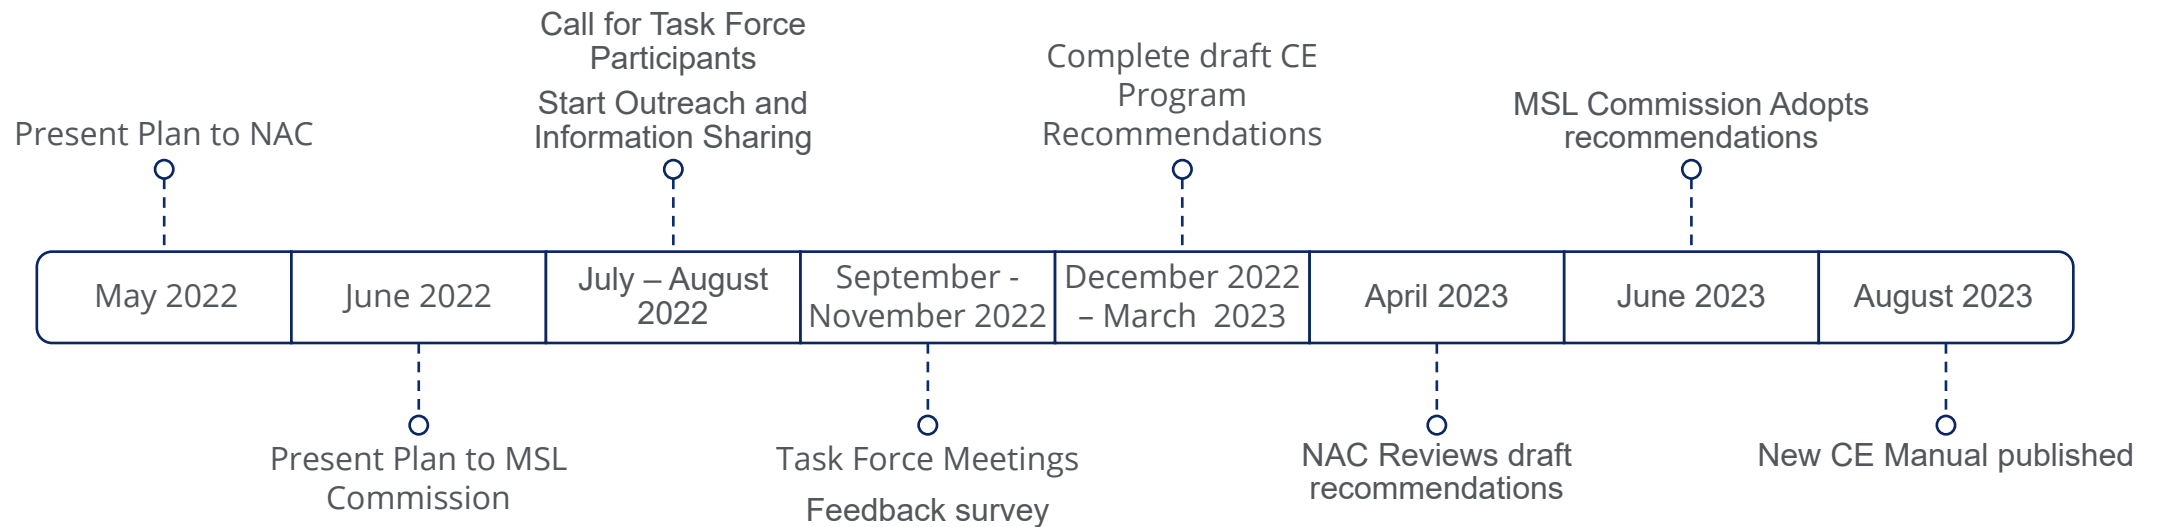 Call for Task Force
Participants
Start Outreach and
Information Sharing
Complete draft CE
Program
Recommendations
MSL Commission Adopts
recommendations
Present Plan to NAC
May 2022
June 2022
July – August
2022
September -
November 2022
December 2022
– March  2023
April 2023
June 2023
August 2023
Present Plan to MSL
Commission
Task Force Meetings
Feedback survey
NAC Reviews draft
recommendations
New CE Manual published